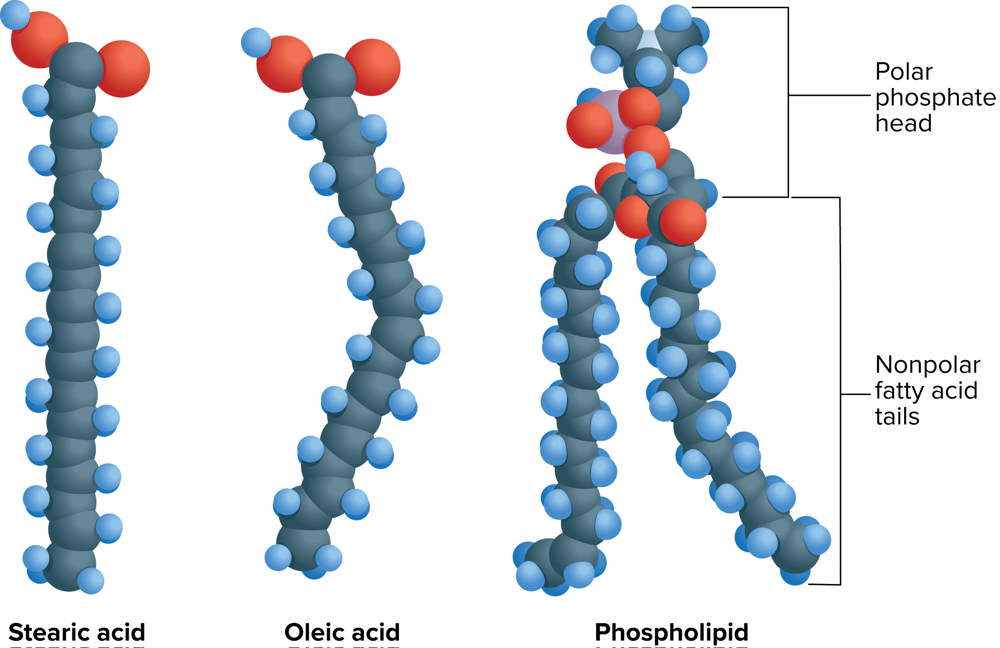 Polar
phosphate
head
Nonpolar
fatty acid
tails
Stearic acid
Oleic acid
Phospholipid